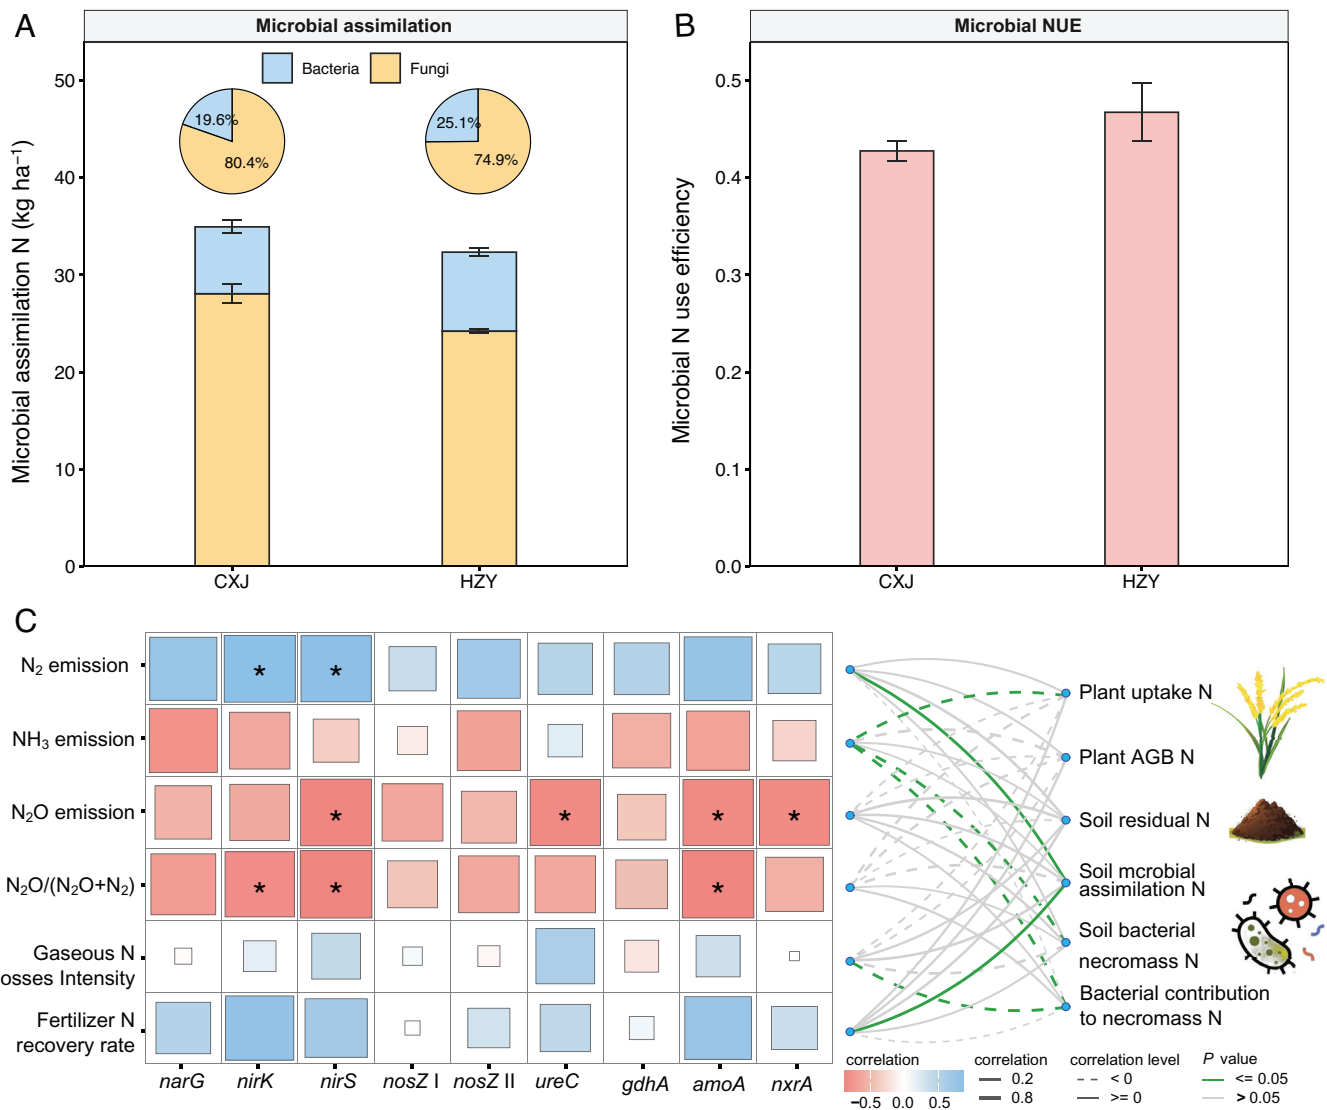 A
Microbial assimilation
Bacteria
Fungi
19.6%
80.4%
25.1%
74.9%
Microbial assimilation N (kg ha⁻¹)
50
40
30
20
10
0
CXJ
HZY
B
Microbial NUE
Microbial N use efficiency
0.5
0.4
0.3
0.2
0.1
0.0
CXJ
HZY
C
N₂ emission
* *
NH₃ emission
N₂O emission
* * * *
N₂O/(N₂O+N₂)
* * *
Gaseous N
osses Intensity
Fertilizer N
recovery rate
narG nirK nirS nosZ I nosZ II ureC gdhA amoA nxrA
Plant uptake N
Plant AGB N
Soil residual N
Soil mcrobial
assimilation N
Soil bacterial
necromass N
Bacterial contribution
to necromass N
correlation
−0.5 0.0 0.5
correlation
0.2
0.8
correlation level
< 0
>= 0
P value
<= 0.05
> 0.05